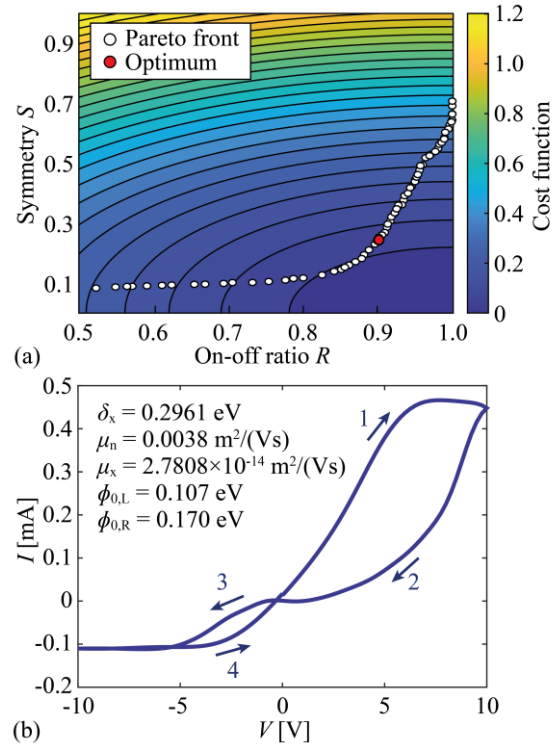 0.9
0.7
0.5
0.3
0.1
Symmetry S
Pareto front
Optimum
0.5 0.6 0.7 0.8 0.9 1.0
On-off ratio R
(a)
1.2
1.0
0.8
0.6
0.4
0.2
0
Cost function
0.5
0.4
0.3
0.2
0.1
0
-0.1
-0.2
I [mA]
δx = 0.2961 eV
μn = 0.0038 m²/(Vs)
μx = 2.7808×10⁻¹⁴ m²/(Vs)
ϕ0,L = 0.107 eV
ϕ0,R = 0.170 eV
1
2
3
4
-10 -5 0 5 10
V [V]
(b)